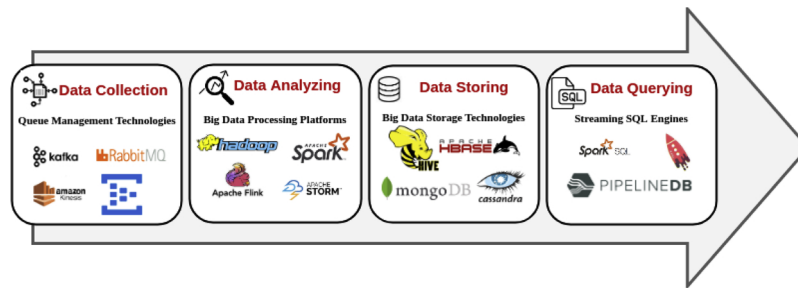 Data Collection
Queue Management Technologies
kafka
RabbitMQ
amazon
Kinesis
Data Analyzing
Big Data Processing Platforms
hadoop
APACHE
Spark
Apache Flink
APACHE
STORM
Data Storing
Big Data Storage Technologies
HIVE
APACHE
HBASE
mongoDB
cassandra
SQL
Data Querying
Streaming SQL Engines
Spark SQL
PIPELINEDB